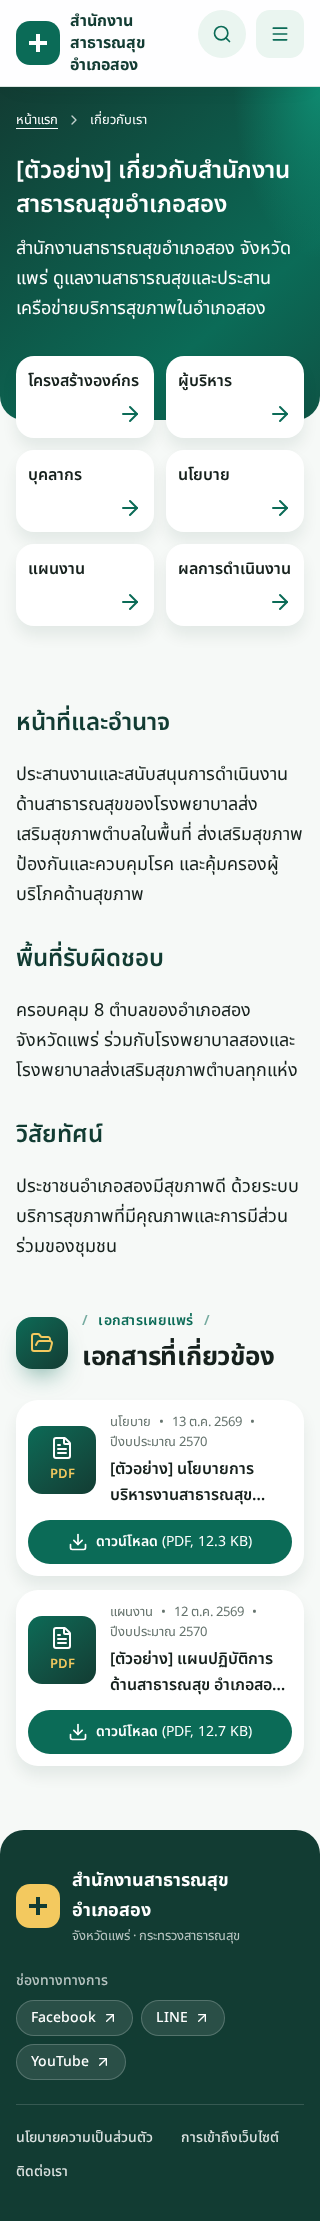 สำนักงาน
สาธารณสุข
อำเภอสอง
หน้าแรก > เกี่ยวกับเรา
[ตัวอย่าง] เกี่ยวกับสำนักงาน
สาธารณสุขอำเภอสอง
สำนักงานสาธารณสุขอำเภอสอง จังหวัด
แพร่ ดูแลงานสาธารณสุขและประสาน
เครือข่ายบริการสุขภาพในอำเภอสอง
โครงสร้างองค์กร
ผู้บริหาร
บุคลากร
นโยบาย
แผนงาน
ผลการดำเนินงาน
หน้าที่และอำนาจ
ประสานงานและสนับสนุนการดำเนินงาน
ด้านสาธารณสุขของโรงพยาบาลส่ง
เสริมสุขภาพตำบลในพื้นที่ ส่งเสริมสุขภาพ
ป้องกันและควบคุมโรค และคุ้มครองผู้
บริโภคด้านสุขภาพ
พื้นที่รับผิดชอบ
ครอบคลุม 8 ตำบลของอำเภอสอง
จังหวัดแพร่ ร่วมกับโรงพยาบาลสองและ
โรงพยาบาลส่งเสริมสุขภาพตำบลทุกแห่ง
วิสัยทัศน์
ประชาชนอำเภอสองมีสุขภาพดี ด้วยระบบ
บริการสุขภาพที่มีคุณภาพและการมีส่วน
ร่วมของชุมชน
/ เอกสารเผยแพร่ /
เอกสารที่เกี่ยวข้อง
นโยบาย • 13 ต.ค. 2569 •
ปีงบประมาณ 2570
PDF
[ตัวอย่าง] นโยบายการ
บริหารงานสาธารณสุข...
ดาวน์โหลด (PDF, 12.3 KB)
แผนงาน • 12 ต.ค. 2569 •
ปีงบประมาณ 2570
PDF
[ตัวอย่าง] แผนปฏิบัติการ
ด้านสาธารณสุข อำเภอสอ...
ดาวน์โหลด (PDF, 12.7 KB)
สำนักงานสาธารณสุข
อำเภอสอง
จังหวัดแพร่ · กระทรวงสาธารณสุข
ช่องทางทางการ
Facebook
LINE
YouTube
นโยบายความเป็นส่วนตัว
การเข้าถึงเว็บไซต์
ติดต่อเรา